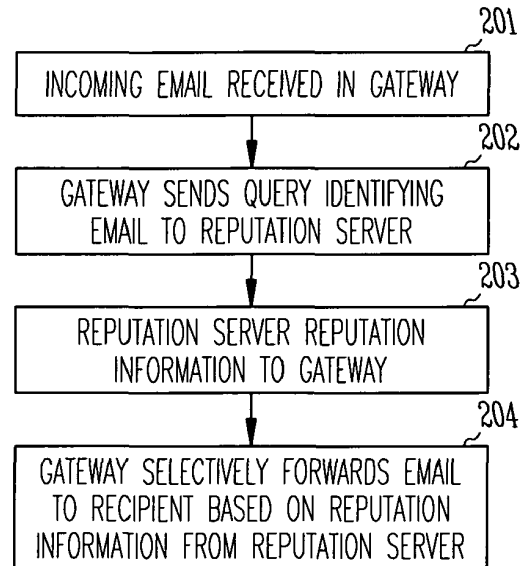 201
INCOMING EMAIL RECEIVED IN GATEWAY
202
GATEWAY SENDS QUERY IDENTIFYING
EMAIL TO REPUTATION SERVER
203
REPUTATION SERVER REPUTATION
INFORMATION TO GATEWAY
204
GATEWAY SELECTIVELY FORWARDS EMAIL
TO RECIPIENT BASED ON REPUTATION
INFORMATION FROM REPUTATION SERVER